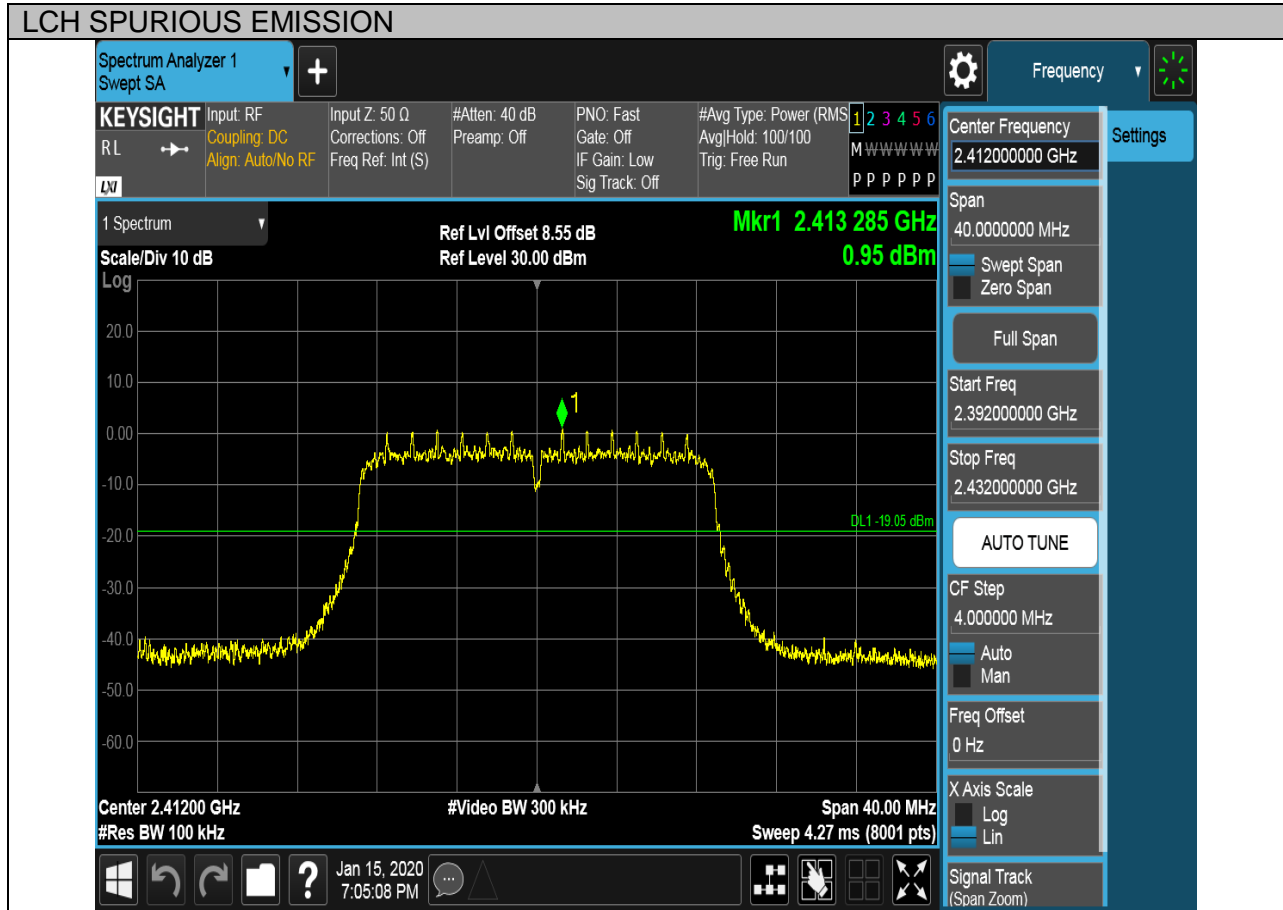 LCH SPURIOUS EMISSION
Spectrum Analyzer 1
Swept SA
+
Frequency
KEYSIGHT
RL
LXI
Input: RF
Coupling: DC
Align: Auto/No RF
Input Z: 50 Ω
Corrections: Off
Freq Ref: Int (S)
#Atten: 40 dB
Preamp: Off
PNO: Fast
Gate: Off
IF Gain: Low
Sig Track: Off
#Avg Type: Power (RMS
Avg|Hold: 100/100
Trig: Free Run
1 2 3 4 5 6
M W W W W W
P P P P P P
1 Spectrum
Scale/Div 10 dB
Log
Ref Lvl Offset 8.55 dB
Ref Level 30.00 dBm
Mkr1 2.413 285 GHz
0.95 dBm
20.0
10.0
1
0.00
-10.0
DL1 -19.05 dBm
-20.0
-30.0
-40.0
-50.0
-60.0
Center 2.41200 GHz
#Video BW 300 kHz
Span 40.00 MHz
#Res BW 100 kHz
Sweep 4.27 ms (8001 pts)
Center Frequency
2.412000000 GHz
Settings
Span
40.0000000 MHz
Swept Span
Zero Span
Full Span
Start Freq
2.392000000 GHz
Stop Freq
2.432000000 GHz
AUTO TUNE
CF Step
4.000000 MHz
Auto
Man
Freq Offset
0 Hz
X Axis Scale
Log
Lin
Signal Track
(Span Zoom)
?
Jan 15, 2020
7:05:08 PM